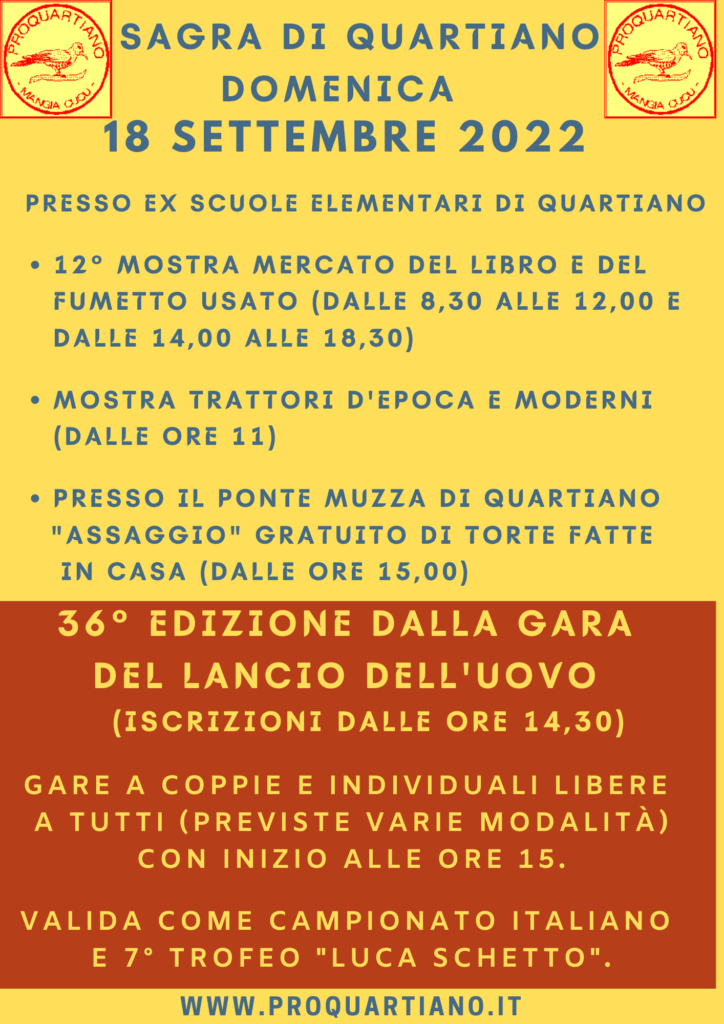 PROQUARTIANO
MANGIA CUCU
PROQUARTIANO
MANGIA CUCU
SAGRA DI QUARTIANO
DOMENICA
18 SETTEMBRE 2022
PRESSO EX SCUOLE ELEMENTARI DI QUARTIANO
• 12° MOSTRA MERCATO DEL LIBRO E DEL
FUMETTO USATO (DALLE 8,30 ALLE 12,00 E
DALLE 14,00 ALLE 18,30)
• MOSTRA TRATTORI D'EPOCA E MODERNI
(DALLE ORE 11)
• PRESSO IL PONTE MUZZA DI QUARTIANO
"ASSAGGIO" GRATUITO DI TORTE FATTE
IN CASA (DALLE ORE 15,00)
36° EDIZIONE DALLA GARA
DEL LANCIO DELL'UOVO
(ISCRIZIONI DALLE ORE 14,30)
GARE A COPPIE E INDIVIDUALI LIBERE
A TUTTI (PREVISTE VARIE MODALITÀ)
CON INIZIO ALLE ORE 15.
VALIDA COME CAMPIONATO ITALIANO
E 7° TROFEO "LUCA SCHETTO".
WWW.PROQUARTIANO.IT